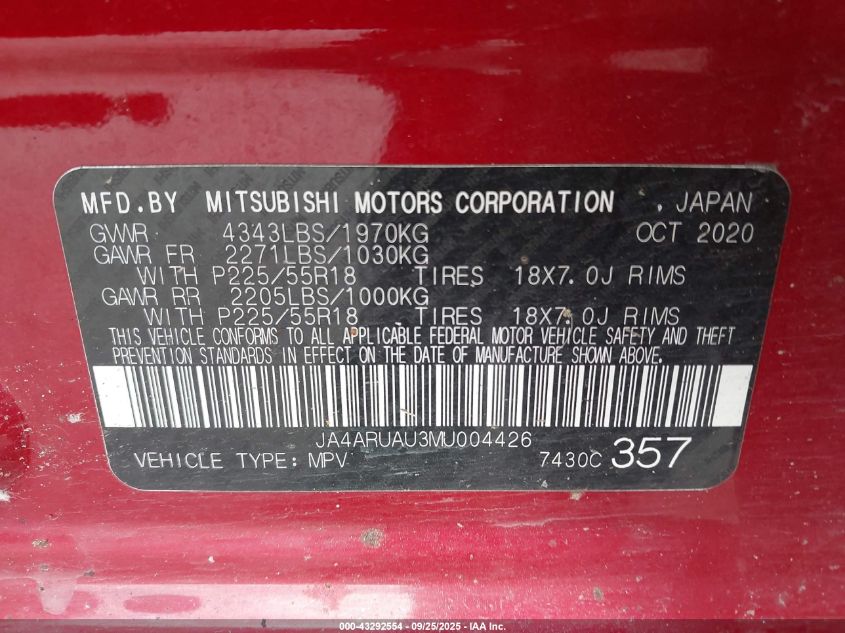 MFD.BY MITSUBISHI MOTORS CORPORATION , JAPAN
GVWR 4343LBS/1970KG OCT 2020
GAWR FR 2271LBS/1030KG
WITH P225/55R18 TIRES 18X7.0J RIMS
GAWR RR 2205LBS/1000KG
WITH P225/55R18 TIRES 18X7.0J RIMS
THIS VEHICLE CONFORMS TO ALL APPLICABLE FEDERAL MOTOR VEHICLE SAFETY AND THEFT
PREVENTION STANDARDS IN EFFECT ON THE DATE OF MANUFACTURE SHOWN ABOVE.
JA4ARUAU3MU004426
VEHICLE TYPE: MPV 7430C 357
000-43292554 - 09/25/2025 - IAA Inc.